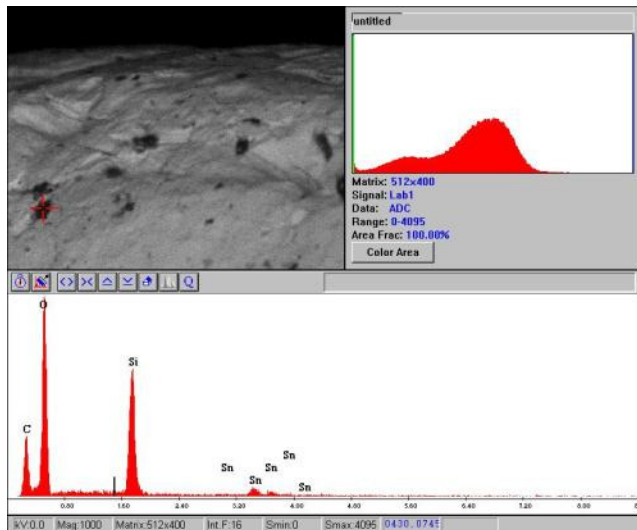 untitled
Matrix: 512x400
Signal: Lab1
Data: ADC
Range: 0-4095
Area Frac: 100.00%
Color Area
Q
O
Si
C
Sn
Sn Sn
Sn
Sn
0.80 1.60 2.40 3.20 4.00 4.80 5.60 6.40 7.20 8.00
kV:0.0 Mag:1000 Matrix:512x400 Int.F:16 Smin:0 Smax:4095 0430.0745